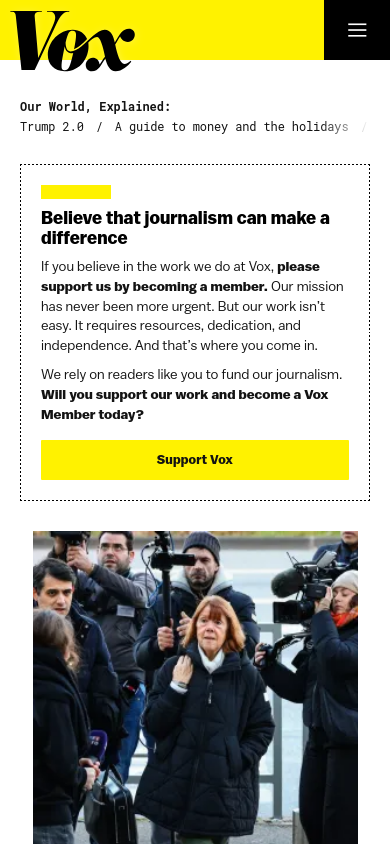 Vox
Our World, Explained:
Trump 2.0 / A guide to money and the holidays /
Believe that journalism can make a
difference
If you believe in the work we do at Vox, please
support us by becoming a member. Our mission
has never been more urgent. But our work isn't
easy. It requires resources, dedication, and
independence. And that's where you come in.
We rely on readers like you to fund our journalism.
Will you support our work and become a Vox
Member today?
Support Vox